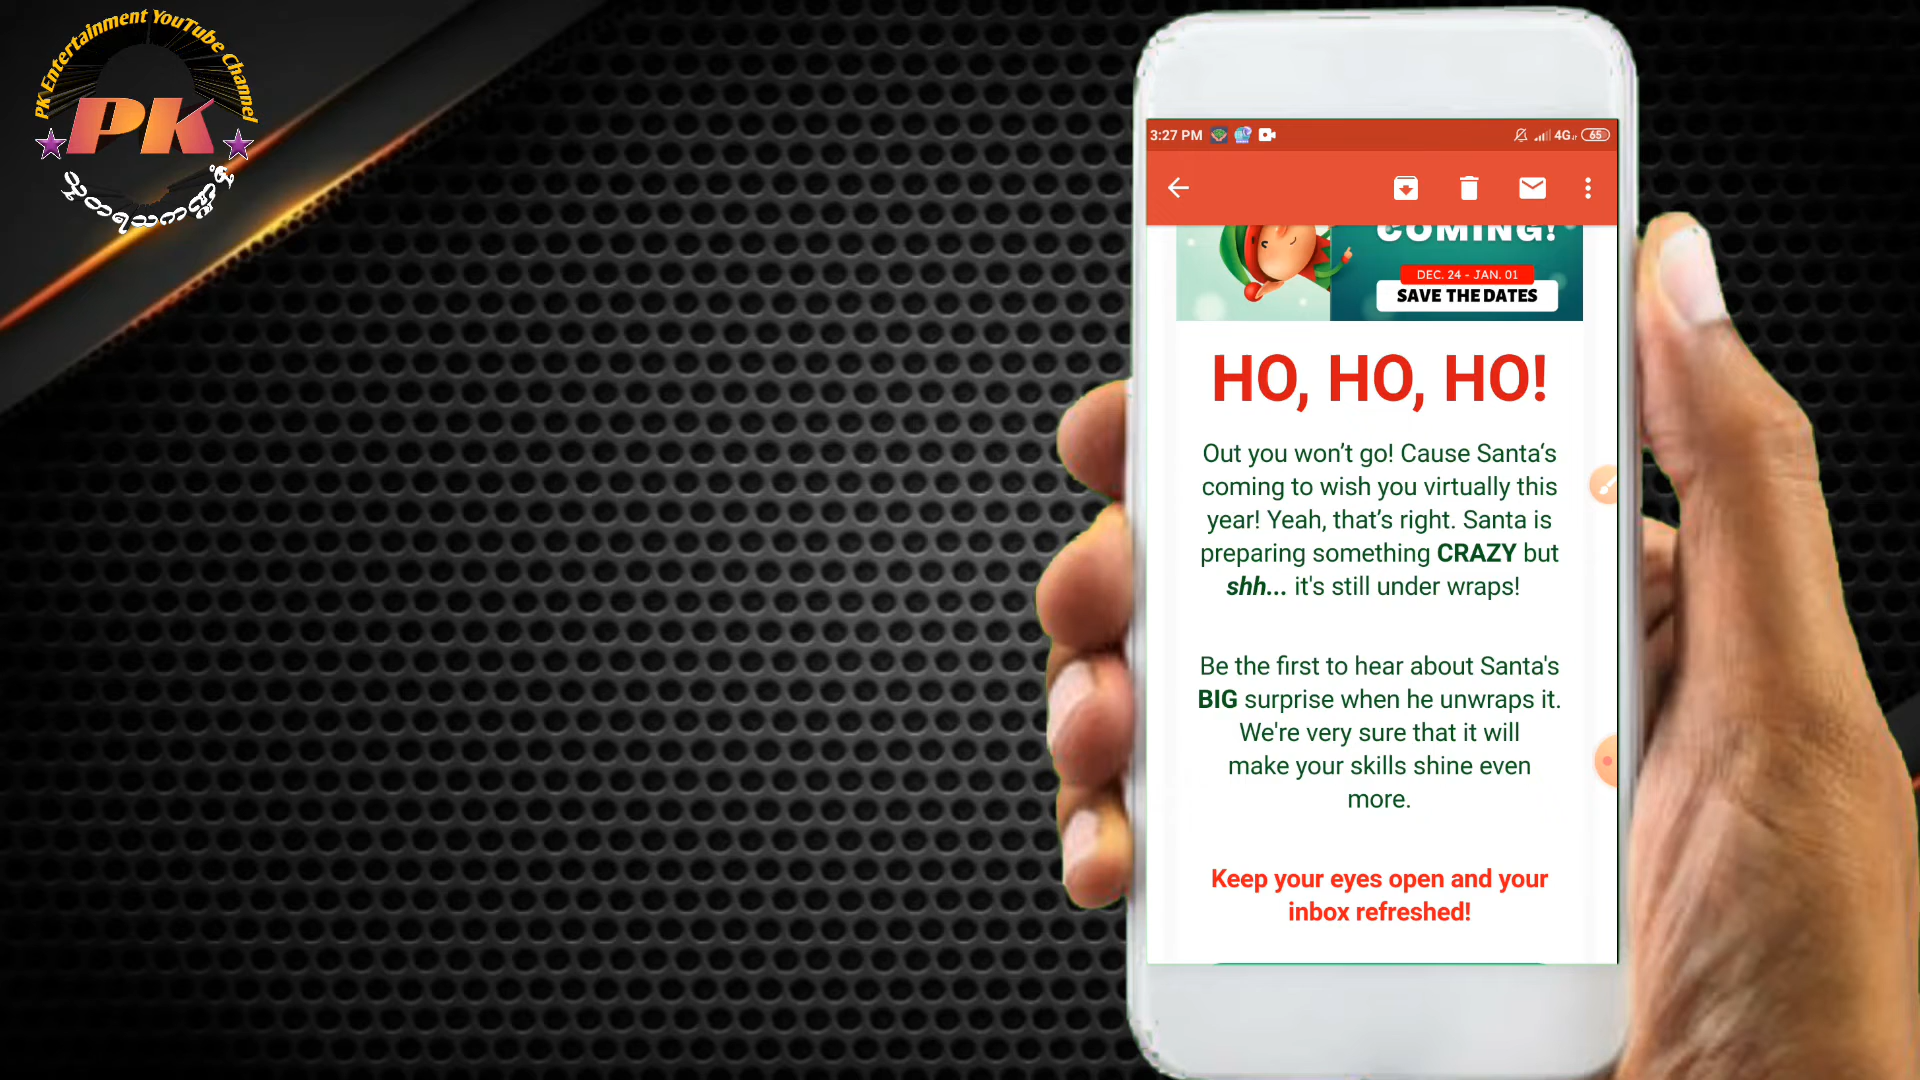 PK Entertainment YouTube Channel
PK
3:27 PM
4G
65
COMING!
DEC. 24 - JAN. 01
SAVE THE DATES
HO, HO, HO!
Out you won’t go! Cause Santa‘s
coming to wish you virtually this
year! Yeah, that’s right. Santa is
preparing something CRAZY but
shh... it's still under wraps!
Be the first to hear about Santa's
BIG surprise when he unwraps it.
We're very sure that it will
make your skills shine even
more.
Keep your eyes open and your
inbox refreshed!